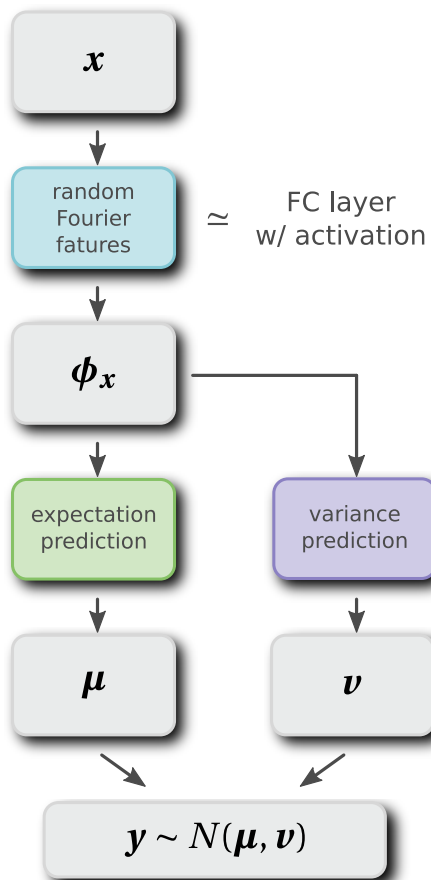 x
random
Fourier
fatures
≃
FC layer
w/ activation
ϕₓ
expectation
prediction
variance
prediction
μ
v
y ~ N(μ, v)